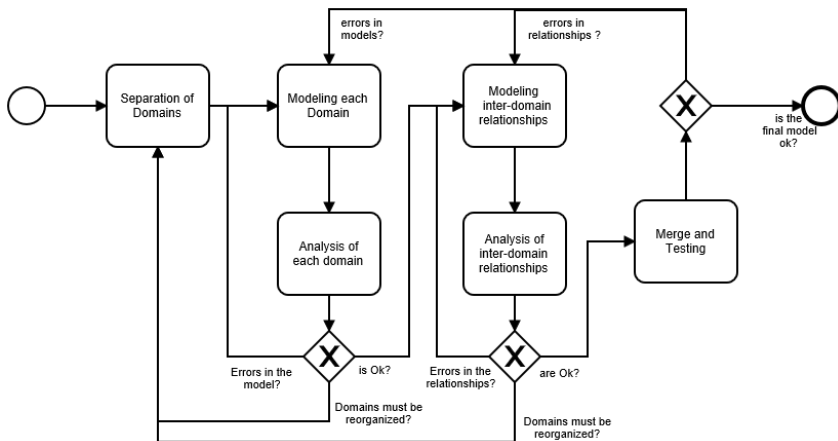 errors in
models?
errors in
relationships ?
Separation of
Domains
Modeling each
Domain
Modeling
inter-domain
relationships
X
is the
final model
ok?
Analysis of
each domain
Analysis of
inter-domain
relationships
Merge and
Testing
X
X
Errors in the
model?
is Ok?
Errors in the
relationships?
are Ok?
Domains must be
reorganized?
Domains must be
reorganized?